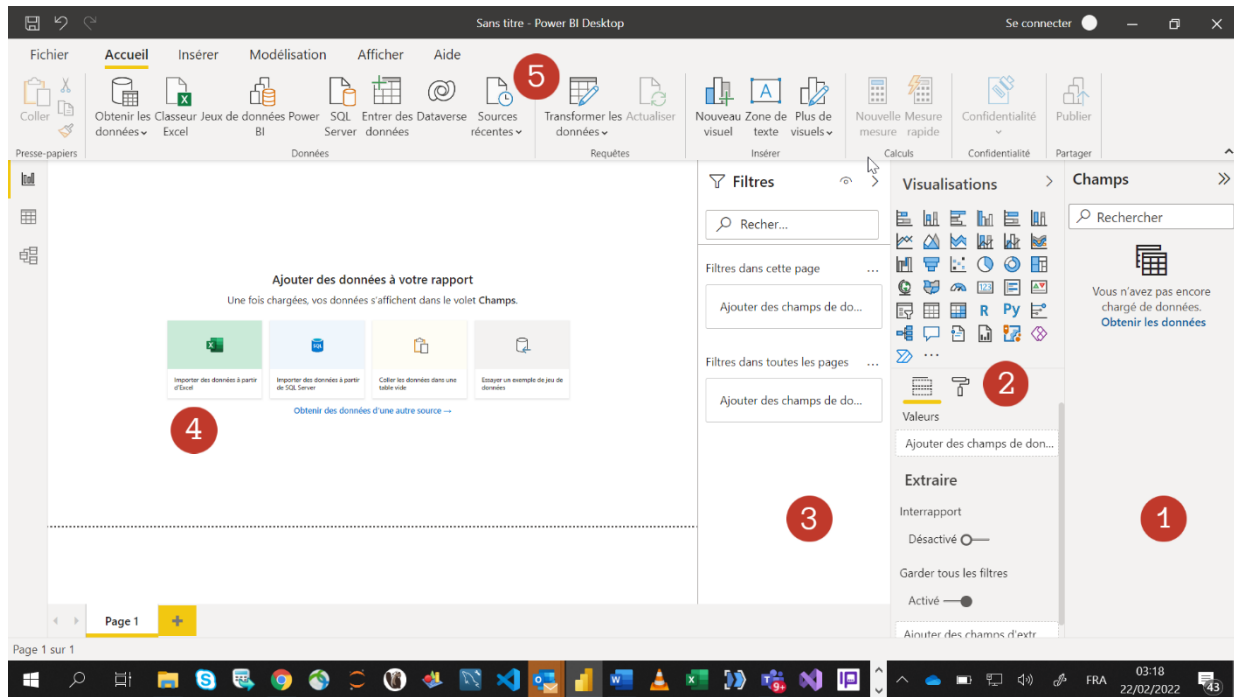 Sans titre - Power BI Desktop
Se connecter
Fichier Accueil Insérer Modélisation Afficher Aide
5
Coller
Obtenir les données
Classeur Excel
Jeux de données Power BI
SQL Server
Entrer des données
Dataverse
Sources récentes
Transformer les données
Actualiser
Nouveau visuel
Zone de texte
Plus de visuels
Nouvelle mesure
Mesure rapide
Confidentialité
Publier
Presse-papiers
Données
Requêtes
Insérer
Calculs
Confidentialité
Partager
Ajouter des données à votre rapport
Une fois chargées, vos données s'affichent dans le volet Champs.
SQL
Importer des données à partir d'Excel
Importer des données à partir de SQL Server
Coller les données dans une table vide
Essayer un exemple de jeu de données
Obtenir des données d'une autre source →
4
Filtres
Recher...
Filtres dans cette page ...
Ajouter des champs de do...
Filtres dans toutes les pages ...
Ajouter des champs de do...
3
Visualisations
123
R Py
...
2
Valeurs
Ajouter des champs de don...
Extraire
Interrapport
Désactivé
Garder tous les filtres
Activé
Ajouter des champs d'extr
Champs
Rechercher
Vous n'avez pas encore
chargé de données.
Obtenir les données
1
Page 1 +
Page 1 sur 1
FRA
03:18
22/02/2022
43